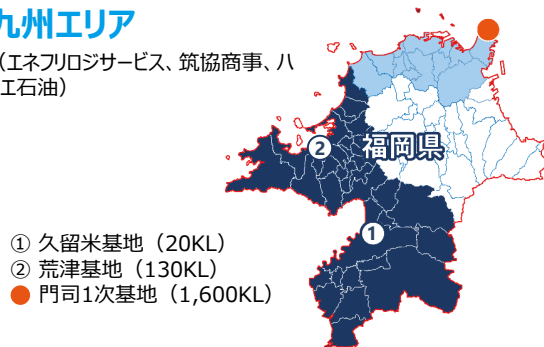 九州エリア
（エネフリロジサービス、筑協商事、八
エ石油）
福岡県
②
①
① 久留米基地（20KL）
② 荒津基地（130KL）
● 門司1次基地（1,600KL）